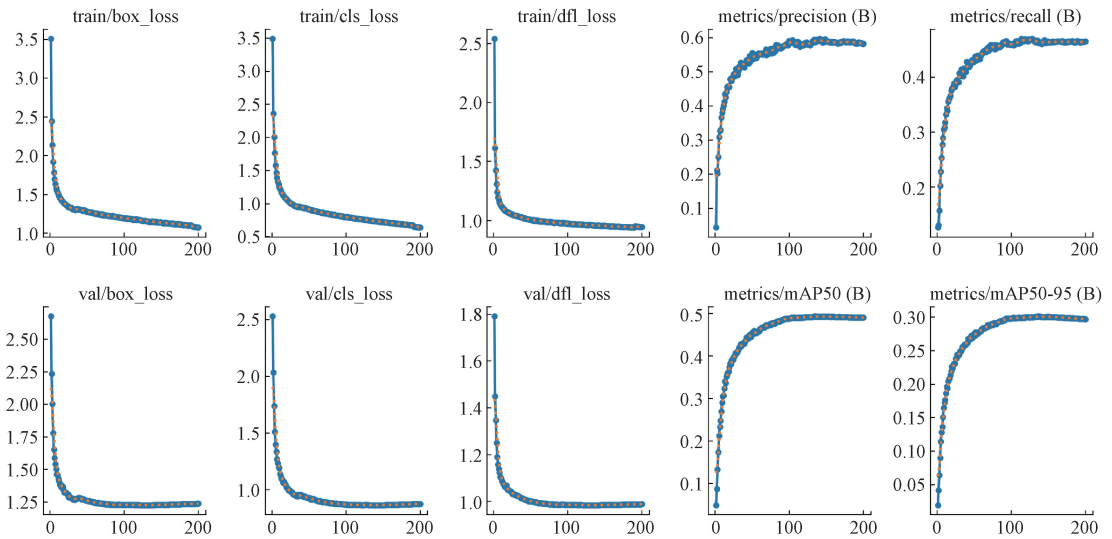 train/box_loss
3.5
3.0
2.5
2.0
1.5
1.0
0 100 200
train/cls_loss
3.5
3.0
2.5
2.0
1.5
1.0
0.5
0 100 200
train/dfl_loss
2.5
2.0
1.5
1.0
0 100 200
metrics/precision (B)
0.6
0.5
0.4
0.3
0.2
0.1
0 100 200
metrics/recall (B)
0.4
0.3
0.2
0 100 200
val/box_loss
2.50
2.25
2.00
1.75
1.50
1.25
0 100 200
val/cls_loss
2.5
2.0
1.5
1.0
0 100 200
val/dfl_loss
1.8
1.6
1.4
1.2
1.0
0 100 200
metrics/mAP50 (B)
0.5
0.4
0.3
0.2
0.1
0 100 200
metrics/mAP50-95 (B)
0.30
0.25
0.20
0.15
0.10
0.05
0 100 200